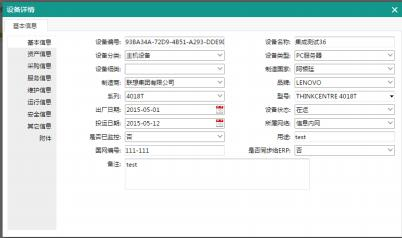 设备详情
基本信息
基本信息
资产信息
采购信息
服务信息
维护信息
运行信息
安全信息
其它信息
附件
设备编号: 93BA34A-72D9-4B51-A293-DDE9D 设备名称: 集成测试36
设备分类: 主机设备 设备类型: PC服务器
设备细类: 制造国家: 阿根廷
制造商: 联想集团有限公司 品牌: LENOVO
系列: 4018T 型号: THINKCENTRE 4018T
出厂日期: 2015-05-01 设备状态: 在运
投运日期: 2015-05-12 所属网络: 信息内网
是否已监控: 否 用途: test
国网编号: 111-111 是否同步给ERP: 否
备注: test